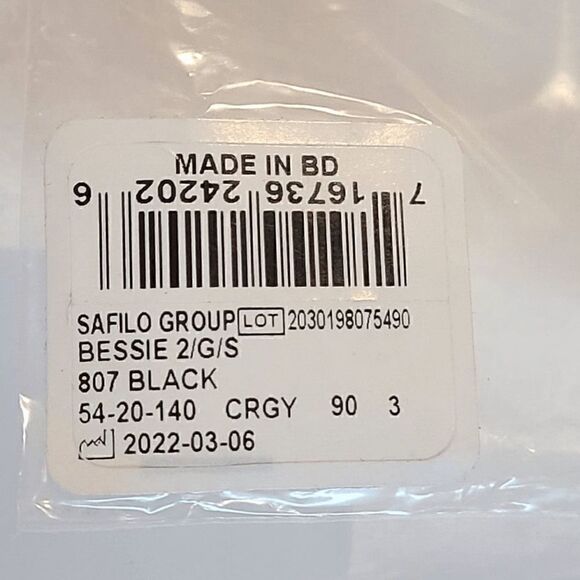 MADE IN BD
7 16736 24202 6
SAFILO GROUP LOT 2030198075490
BESSIE 2/G/S
807 BLACK
54-20-140 CRGY 90 3
2022-03-06